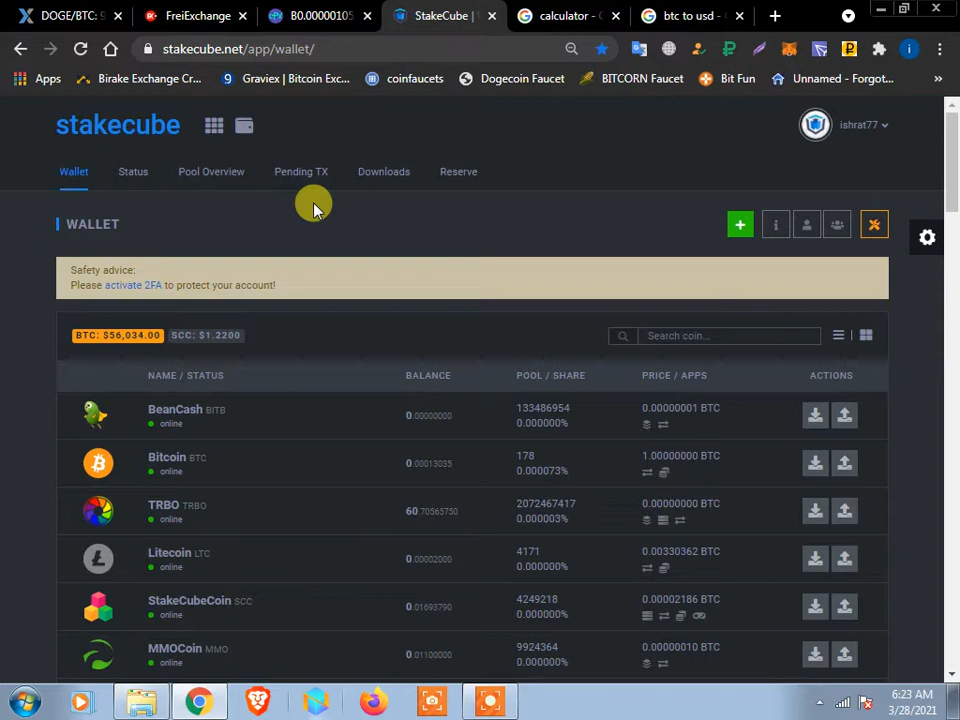 DOGE/BTC: 9
FreiExchange
B0.00000105
StakeCube | V
calculator - G
btc to usd - G
stakecube.net/app/wallet/
Apps
Birake Exchange Cr...
Graviex | Bitcoin Exc...
coinfaucets
Dogecoin Faucet
BITCORN Faucet
Bit Fun
Unnamed - Forgot...
»
stakecube
ishrat77
Wallet
Status
Pool Overview
Pending TX
Downloads
Reserve
WALLET
Safety advice:
Please activate 2FA to protect your account!
BTC: $56,034.00
SCC: $1.2200
Search coin...
NAME / STATUS
BALANCE
POOL / SHARE
PRICE / APPS
ACTIONS
BeanCash BITB
online
0.00000000
133486954
0.000000%
0.00000001 BTC
Bitcoin BTC
online
0.00013035
178
0.000073%
1.00000000 BTC
TRBO TRBO
online
60.70565750
2072467417
0.000003%
0.00000000 BTC
Litecoin LTC
online
0.00002000
4171
0.000000%
0.00330362 BTC
StakeCubeCoin SCC
online
0.01693790
4249218
0.000000%
0.00002186 BTC
MMOCoin MMO
online
0.01100000
9924364
0.000000%
0.00000010 BTC
6:23 AM
3/28/2021